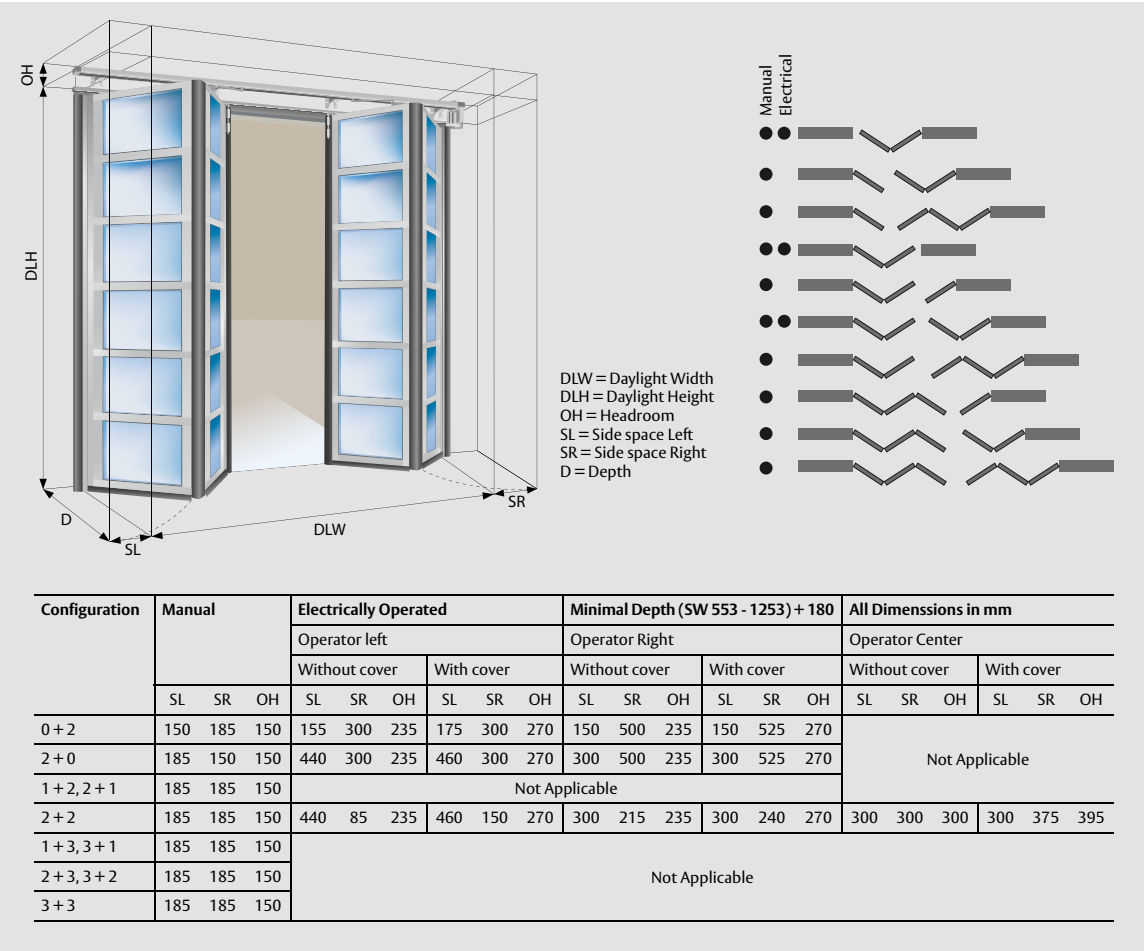 OH
DLH
D
SL
DLW
SR
Manual
Electrical
DLW = Daylight Width
DLH = Daylight Height
OH = Headroom
SL = Side space Left
SR = Side space Right
D = Depth
Configuration Manual Electrically Operated Minimal Depth (SW 553 - 1253) + 180 All Dimenssions in mm
Operator left Operator Right Operator Center
Without cover With cover Without cover With cover Without cover With cover
SL SR OH SL SR OH SL SR OH SL SR OH SL SR OH SL SR OH SL SR OH
0 + 2 150 185 150 155 300 235 175 300 270 150 500 235 150 525 270
2 + 0 185 150 150 440 300 235 460 300 270 300 500 235 300 525 270
Not Applicable
1 + 2, 2 + 1 185 185 150 Not Applicable
2 + 2 185 185 150 440 85 235 460 150 270 300 215 235 300 240 270 300 300 300 300 375 395
1 + 3, 3 + 1 185 185 150
2 + 3, 3 + 2 185 185 150 Not Applicable
3 + 3 185 185 150